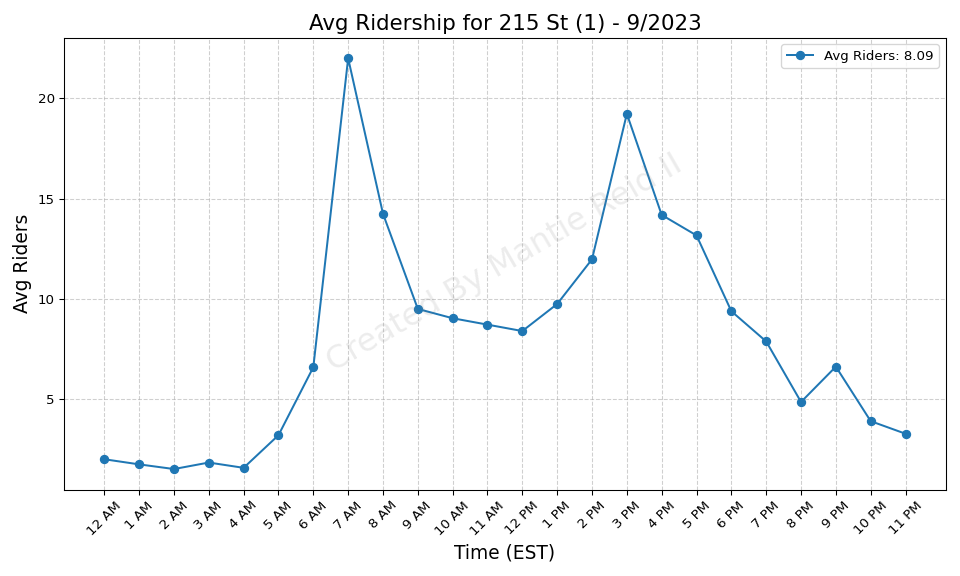 Avg Ridership for 215 St (1) - 9/2023
Avg Riders: 8.09
20
15
10
5
Avg Riders
Created By Mantle Reid II
12 AM
1 AM
2 AM
3 AM
4 AM
5 AM
6 AM
7 AM
8 AM
9 AM
10 AM
11 AM
12 PM
1 PM
2 PM
3 PM
4 PM
5 PM
6 PM
7 PM
8 PM
9 PM
10 PM
11 PM
Time (EST)